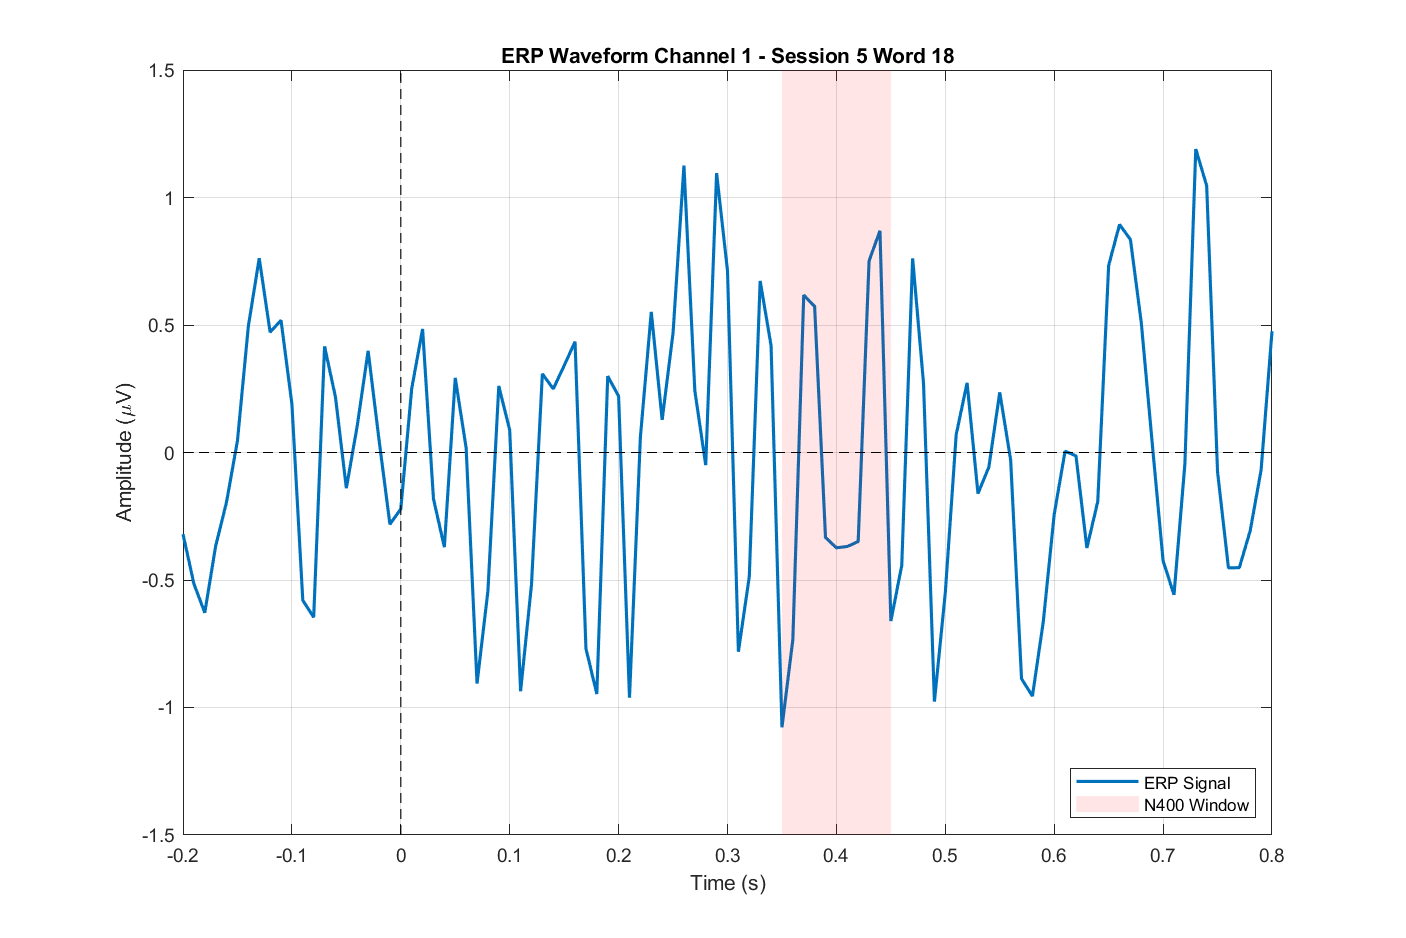 ERP Waveform Channel 1 - Session 5 Word 18
1.5
1
0.5
0
-0.5
-1
-1.5
Amplitude (μV)
-0.2 -0.1 0 0.1 0.2 0.3 0.4 0.5 0.6 0.7 0.8
Time (s)
ERP Signal
N400 Window